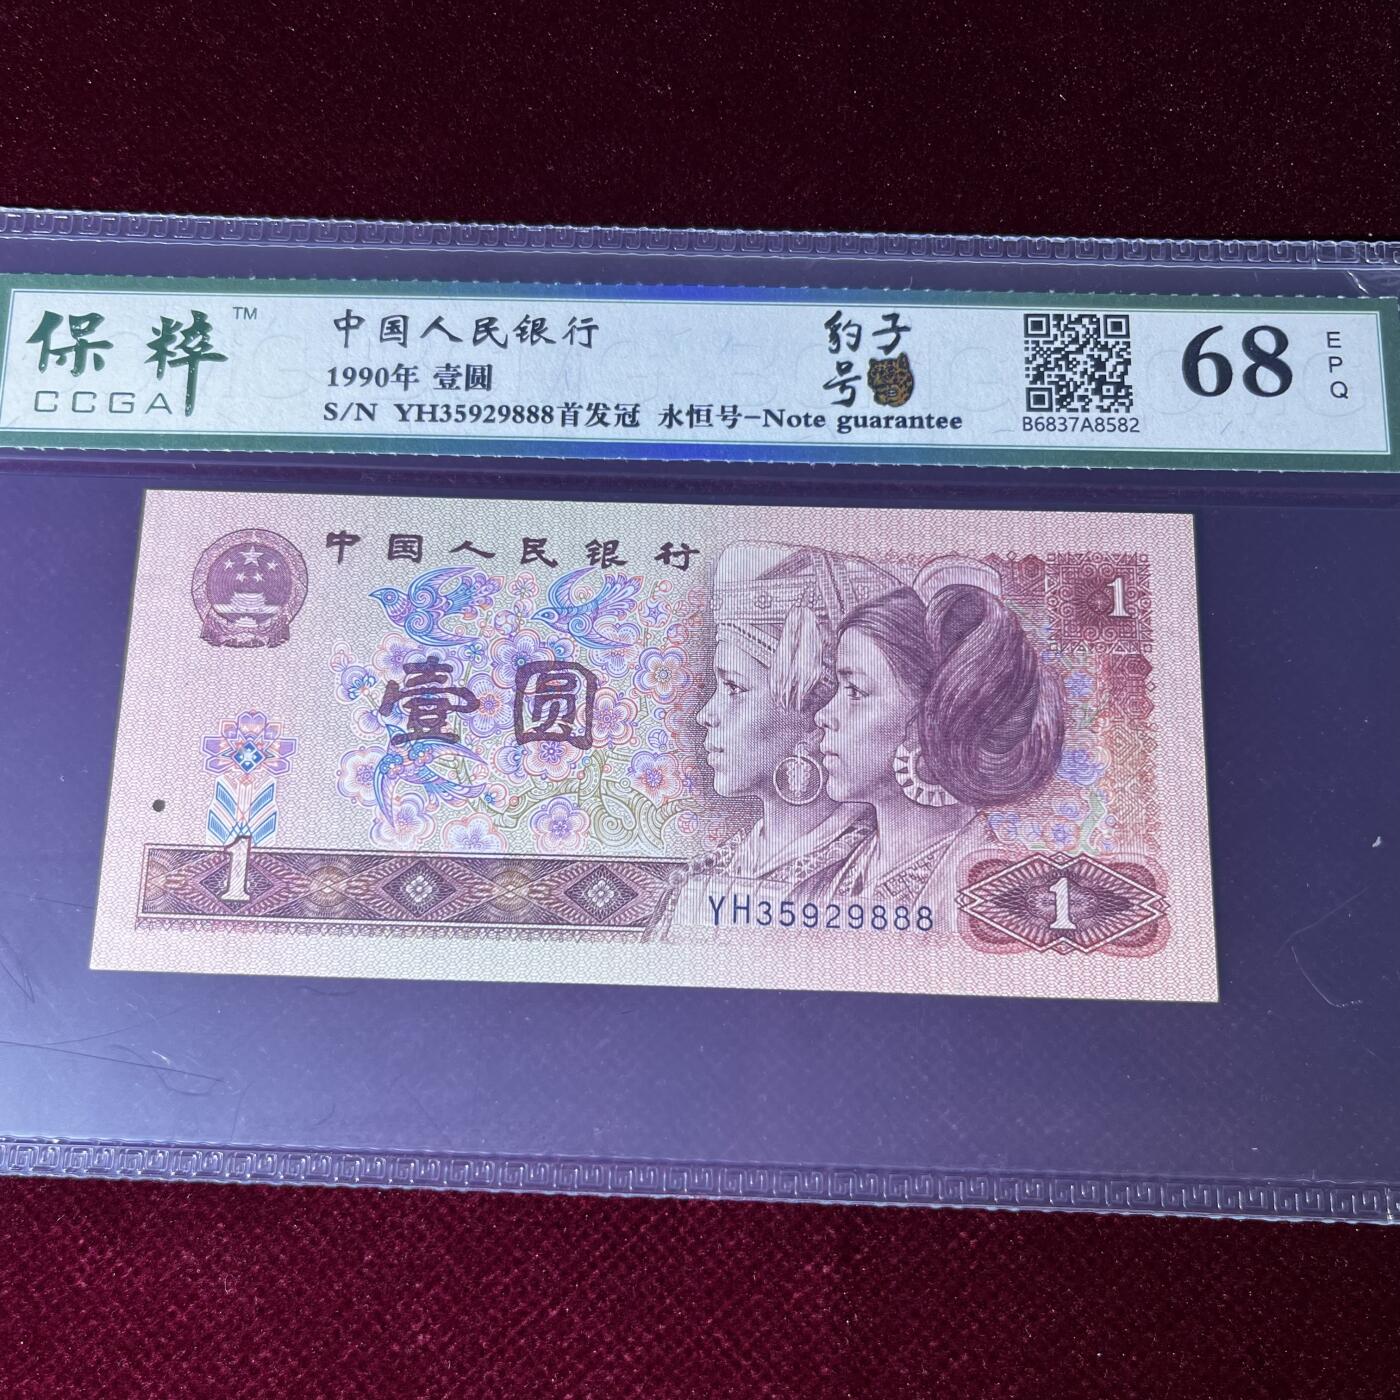 保粹™
CCGA
中国人民银行
1990年 壹圆
S/N YH35929888首发冠 永恒号-Note guarantee
豹子
号
B6837A8582
68
EPQ
中国人民银行
1
壹圆
1
YH35929888
1